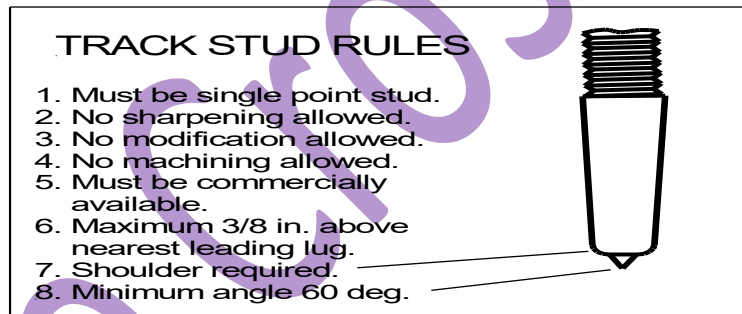 TRACK STUD RULES
1. Must be single point stud.
2. No sharpening allowed.
3. No modification allowed.
4. No machining allowed.
5. Must be commercially
available.
6. Maximum 3/8 in. above
nearest leading lug.
7. Shoulder required.
8. Minimum angle 60 deg.